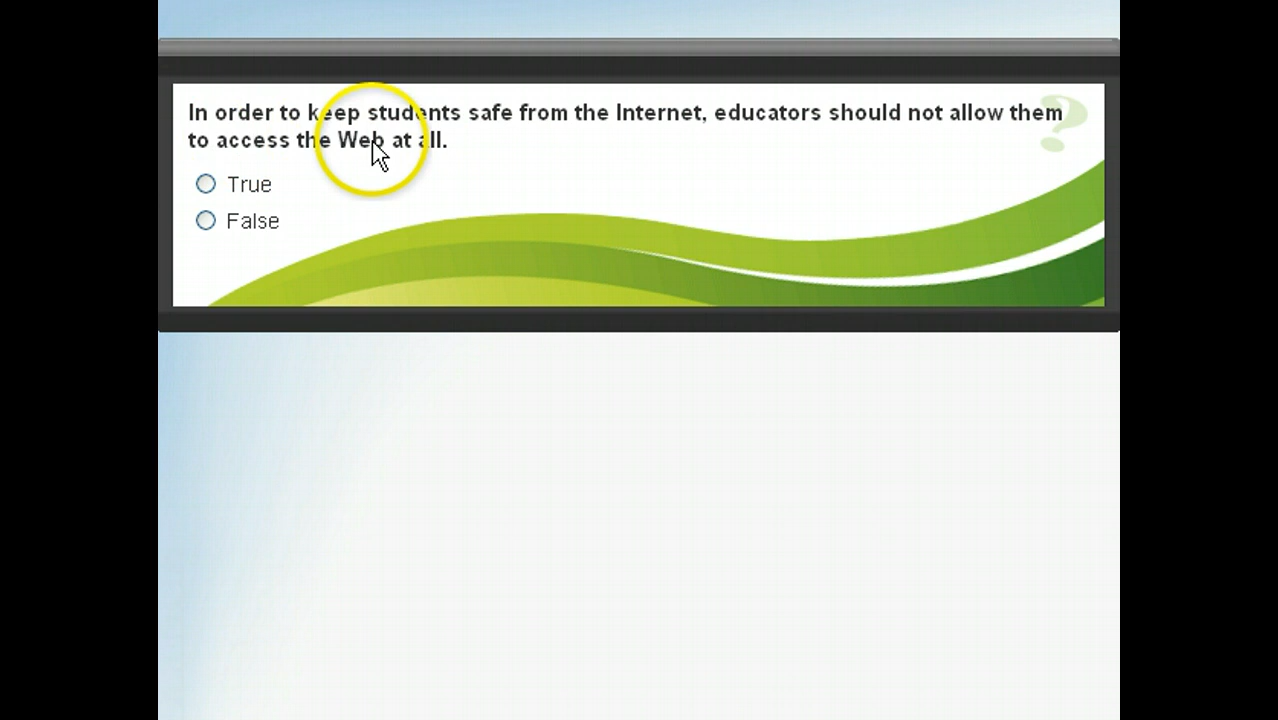 In order to keep students safe from the Internet, educators should not allow them
to access the Web at all.
True
False